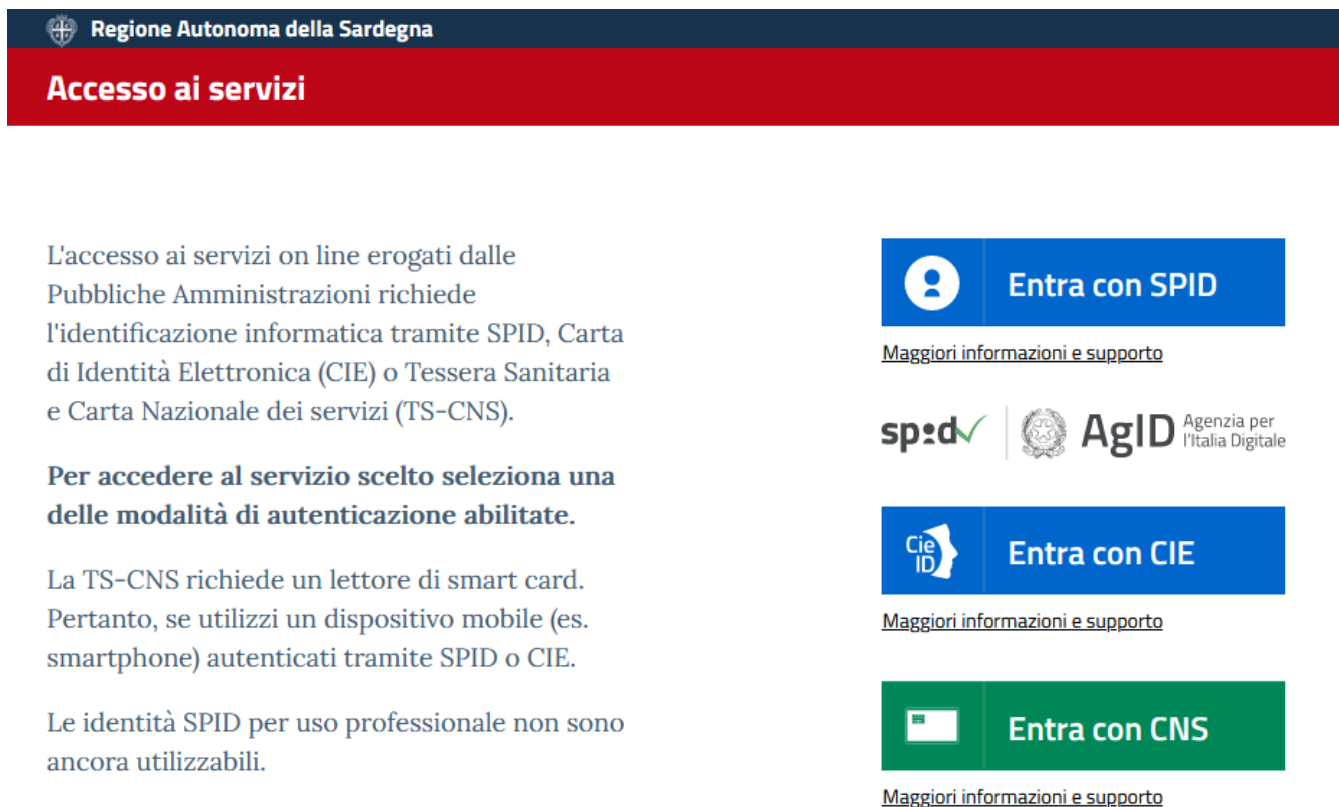 Regione Autonoma della Sardegna
Accesso ai servizi
L'accesso ai servizi on line erogati dalle
Pubbliche Amministrazioni richiede
l'identificazione informatica tramite SPID, Carta
di Identità Elettronica (CIE) o Tessera Sanitaria
e Carta Nazionale dei servizi (TS-CNS).
Per accedere al servizio scelto seleziona una
delle modalità di autenticazione abilitate.
La TS-CNS richiede un lettore di smart card.
Pertanto, se utilizzi un dispositivo mobile (es.
smartphone) autenticati tramite SPID o CIE.
Le identità SPID per uso professionale non sono
ancora utilizzabili.
Entra con SPID
Maggiori informazioni e supporto
spid
AgID
Agenzia per
l'Italia Digitale
Cie
ID
Entra con CIE
Maggiori informazioni e supporto
Entra con CNS
Maggiori informazioni e supporto